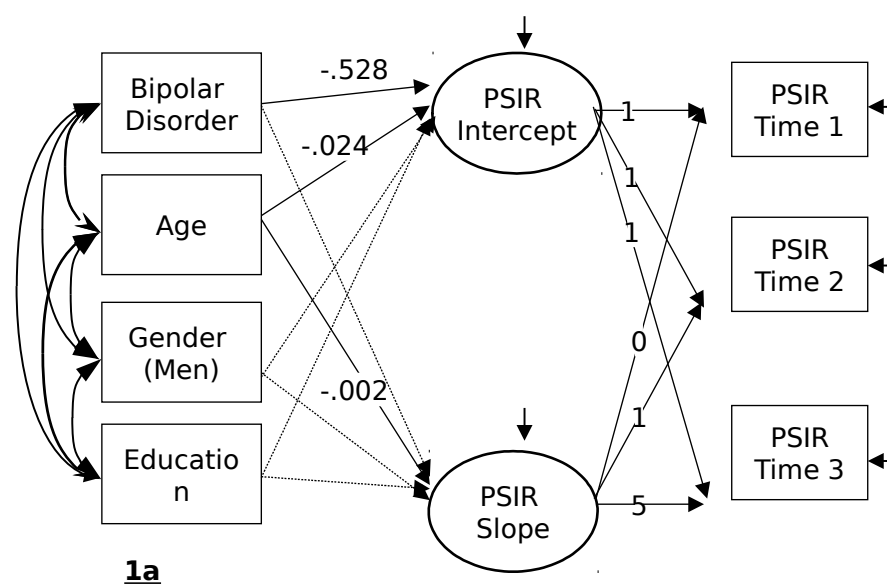 Bipolar
Disorder
Age
Gender
(Men)
Educatio
n
1a
-.528
-.024
-.002
PSIR
Intercept
PSIR
Slope
1
1
1
0
1
5
PSIR
Time 1
PSIR
Time 2
PSIR
Time 3